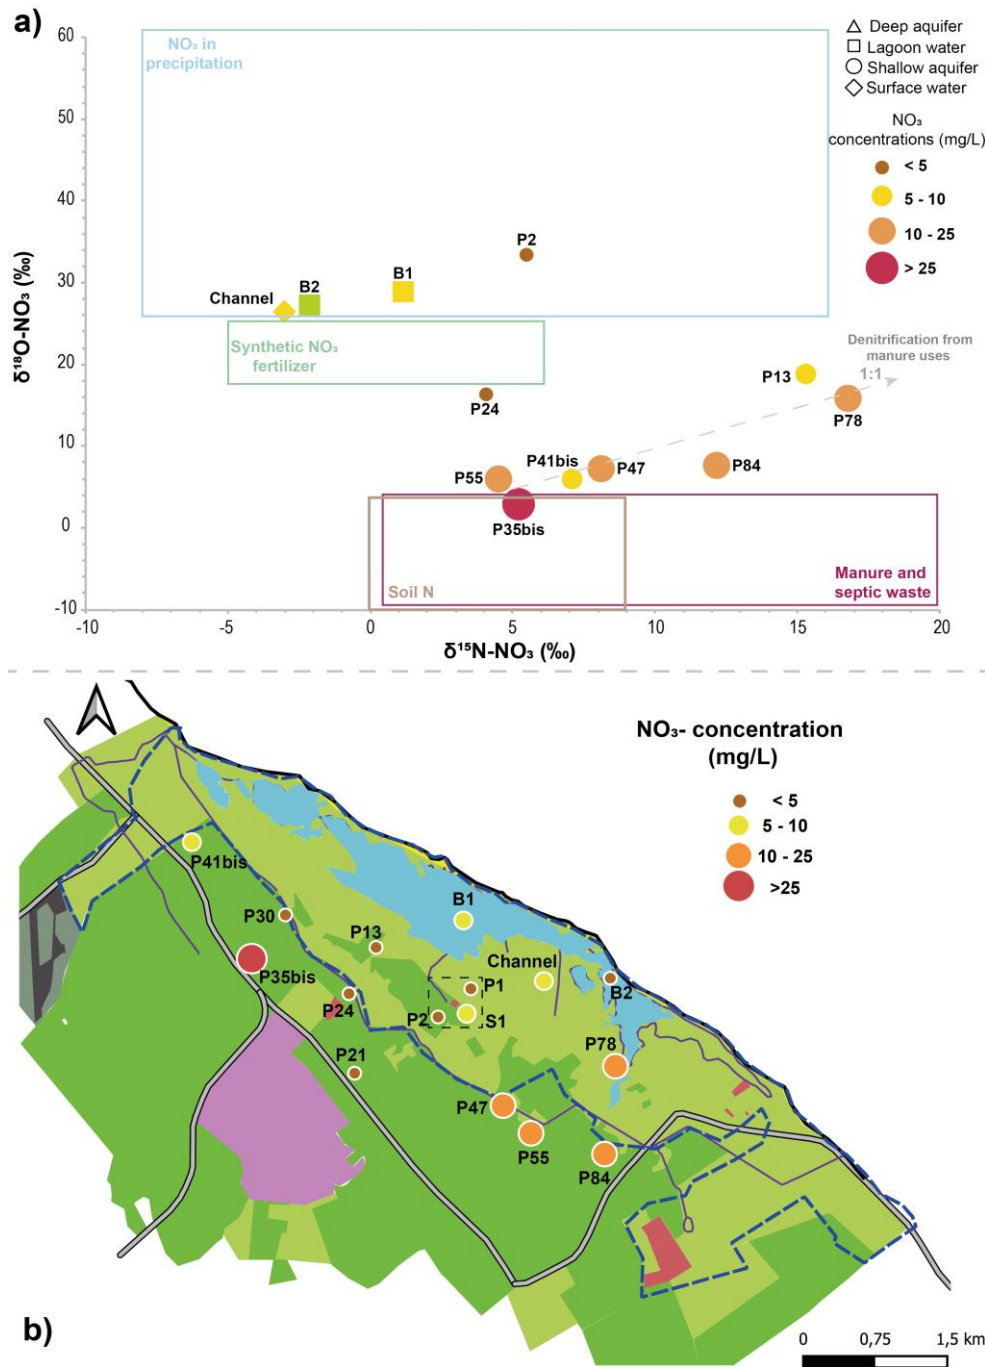 a)
60
50
40
30
20
10
0
-10
-5
0
5
10
15
20
δ¹⁸O-NO₃ (‰)
δ¹⁵N-NO₃ (‰)
NO₃ in
precipitation
Synthetic NO₃
fertilizer
Soil N
Manure and
septic waste
Denitrification from
manure uses
1:1
Channel
B2
B1
P2
P24
P13
P78
P55
P41bis
P47
P84
P35bis
Deep aquifer
Lagoon water
Shallow aquifer
Surface water
NO₃
concentrations (mg/L)
< 5
5 - 10
10 - 25
> 25
NO₃- concentration
(mg/L)
< 5
5 - 10
10 - 25
>25
P41bis
P30
P13
B1
P35bis
Channel
P1
B2
P24
P2
S1
P21
P78
P47
P55
P84
b)
0 0,75 1,5 km